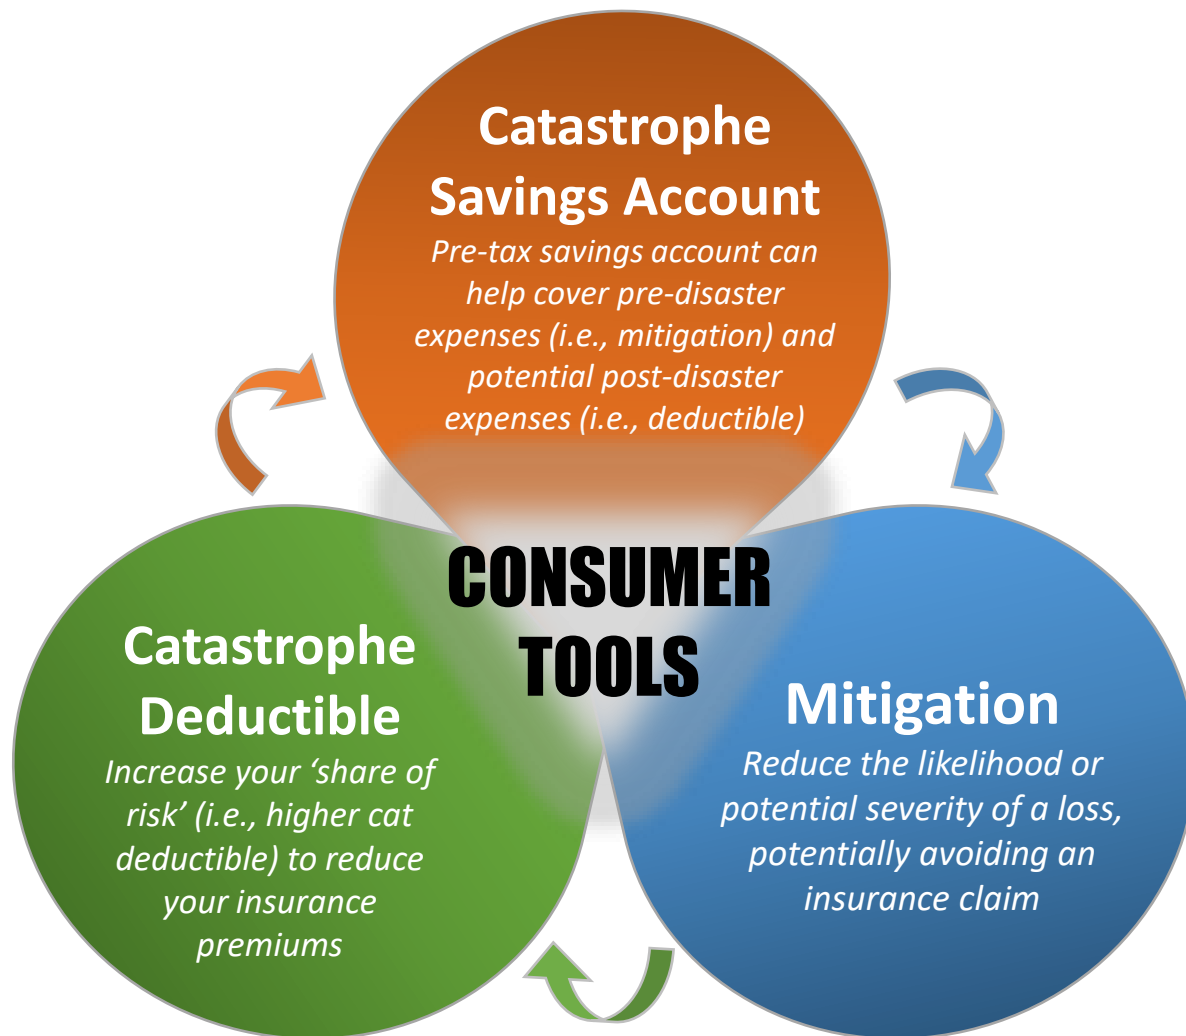 Catastrophe
Savings Account
Pre-tax savings account can
help cover pre-disaster
expenses (i.e., mitigation) and
potential post-disaster
expenses (i.e., deductible)
CONSUMER
TOOLS
Catastrophe
Deductible
Increase your ‘share of
risk’ (i.e., higher cat
deductible) to reduce
your insurance
premiums
Mitigation
Reduce the likelihood or
potential severity of a loss,
potentially avoiding an
insurance claim